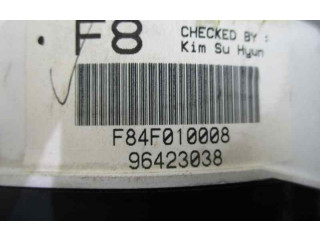 F8
CHECKED BY :
Kim Su Hyun
F84F010008
96423038